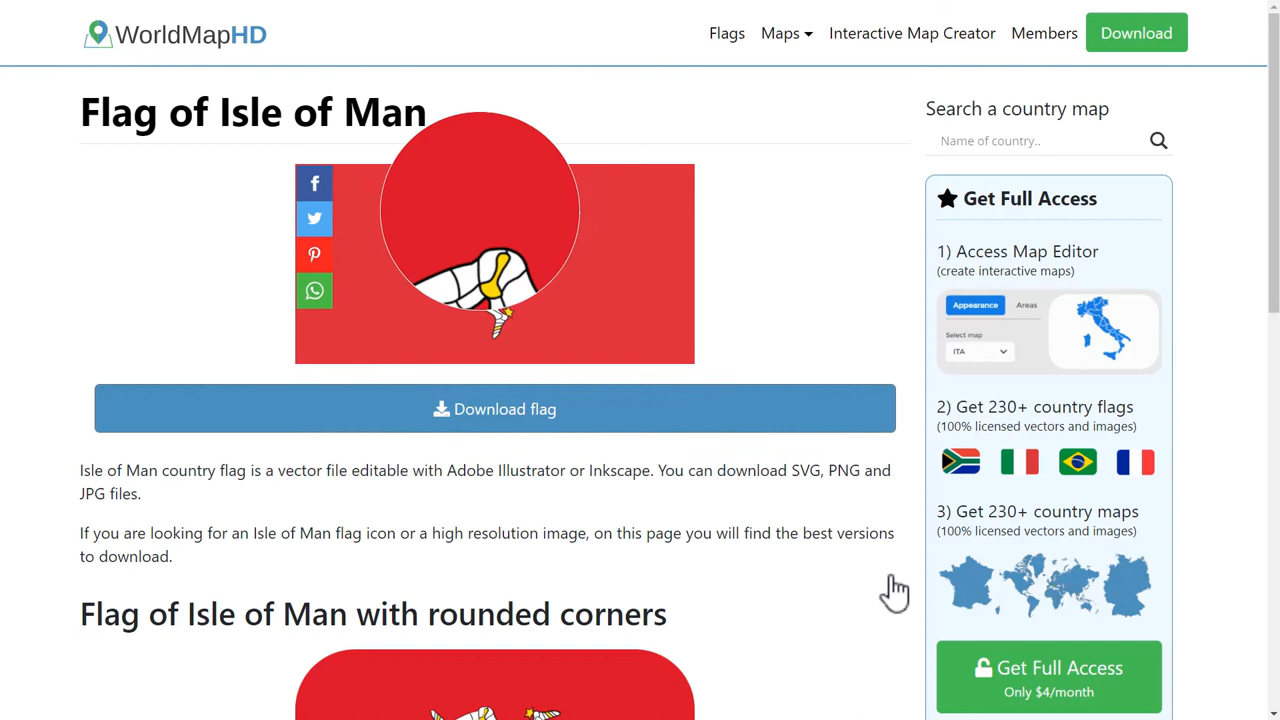 WorldMapHD
Flags Maps Interactive Map Creator Members Download
Flag of Isle of Man
Download flag
Isle of Man country flag is a vector file editable with Adobe Illustrator or Inkscape. You can download SVG, PNG and
JPG files.
If you are looking for an Isle of Man flag icon or a high resolution image, on this page you will find the best versions
to download.
Flag of Isle of Man with rounded corners
Search a country map
Name of country..
Get Full Access
1) Access Map Editor
(create interactive maps)
Appearance Areas
Select map
ITA
2) Get 230+ country flags
(100% licensed vectors and images)
3) Get 230+ country maps
(100% licensed vectors and images)
Get Full Access
Only $4/month